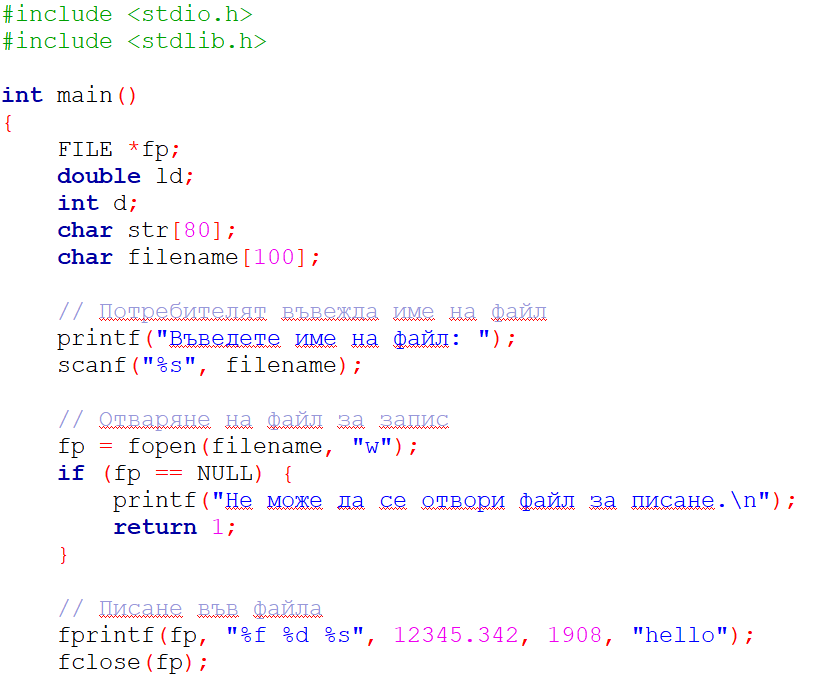 #include <stdio.h>
#include <stdlib.h>
int main()
{
FILE *fp;
double ld;
int d;
char str[80];
char filename[100];
// Потребителят въвежда име на файл
printf("Въведете име на файл: ");
scanf("%s", filename);
// Отваряне на файл за запис
fp = fopen(filename, "w");
if (fp == NULL) {
printf("Не може да се отвори файл за писане.\n");
return 1;
}
// Писане във файла
fprintf(fp, "%f %d %s", 12345.342, 1908, "hello");
fclose(fp);